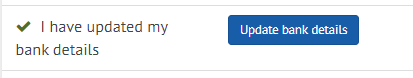 I have updated my
bank details
Update bank details